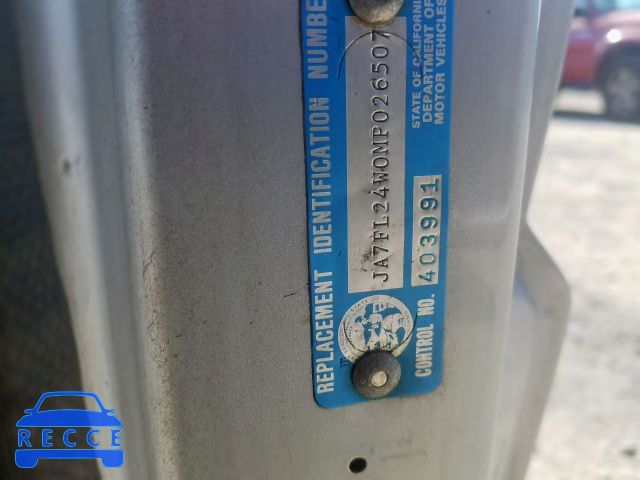 REPLACEMENT IDENTIFICATION NUMBER
JA7FL24W0MP026507
STATE OF CALIFORNIA
DEPARTMENT OF
MOTOR VEHICLES
CONTROL NO. 403991
RECCE